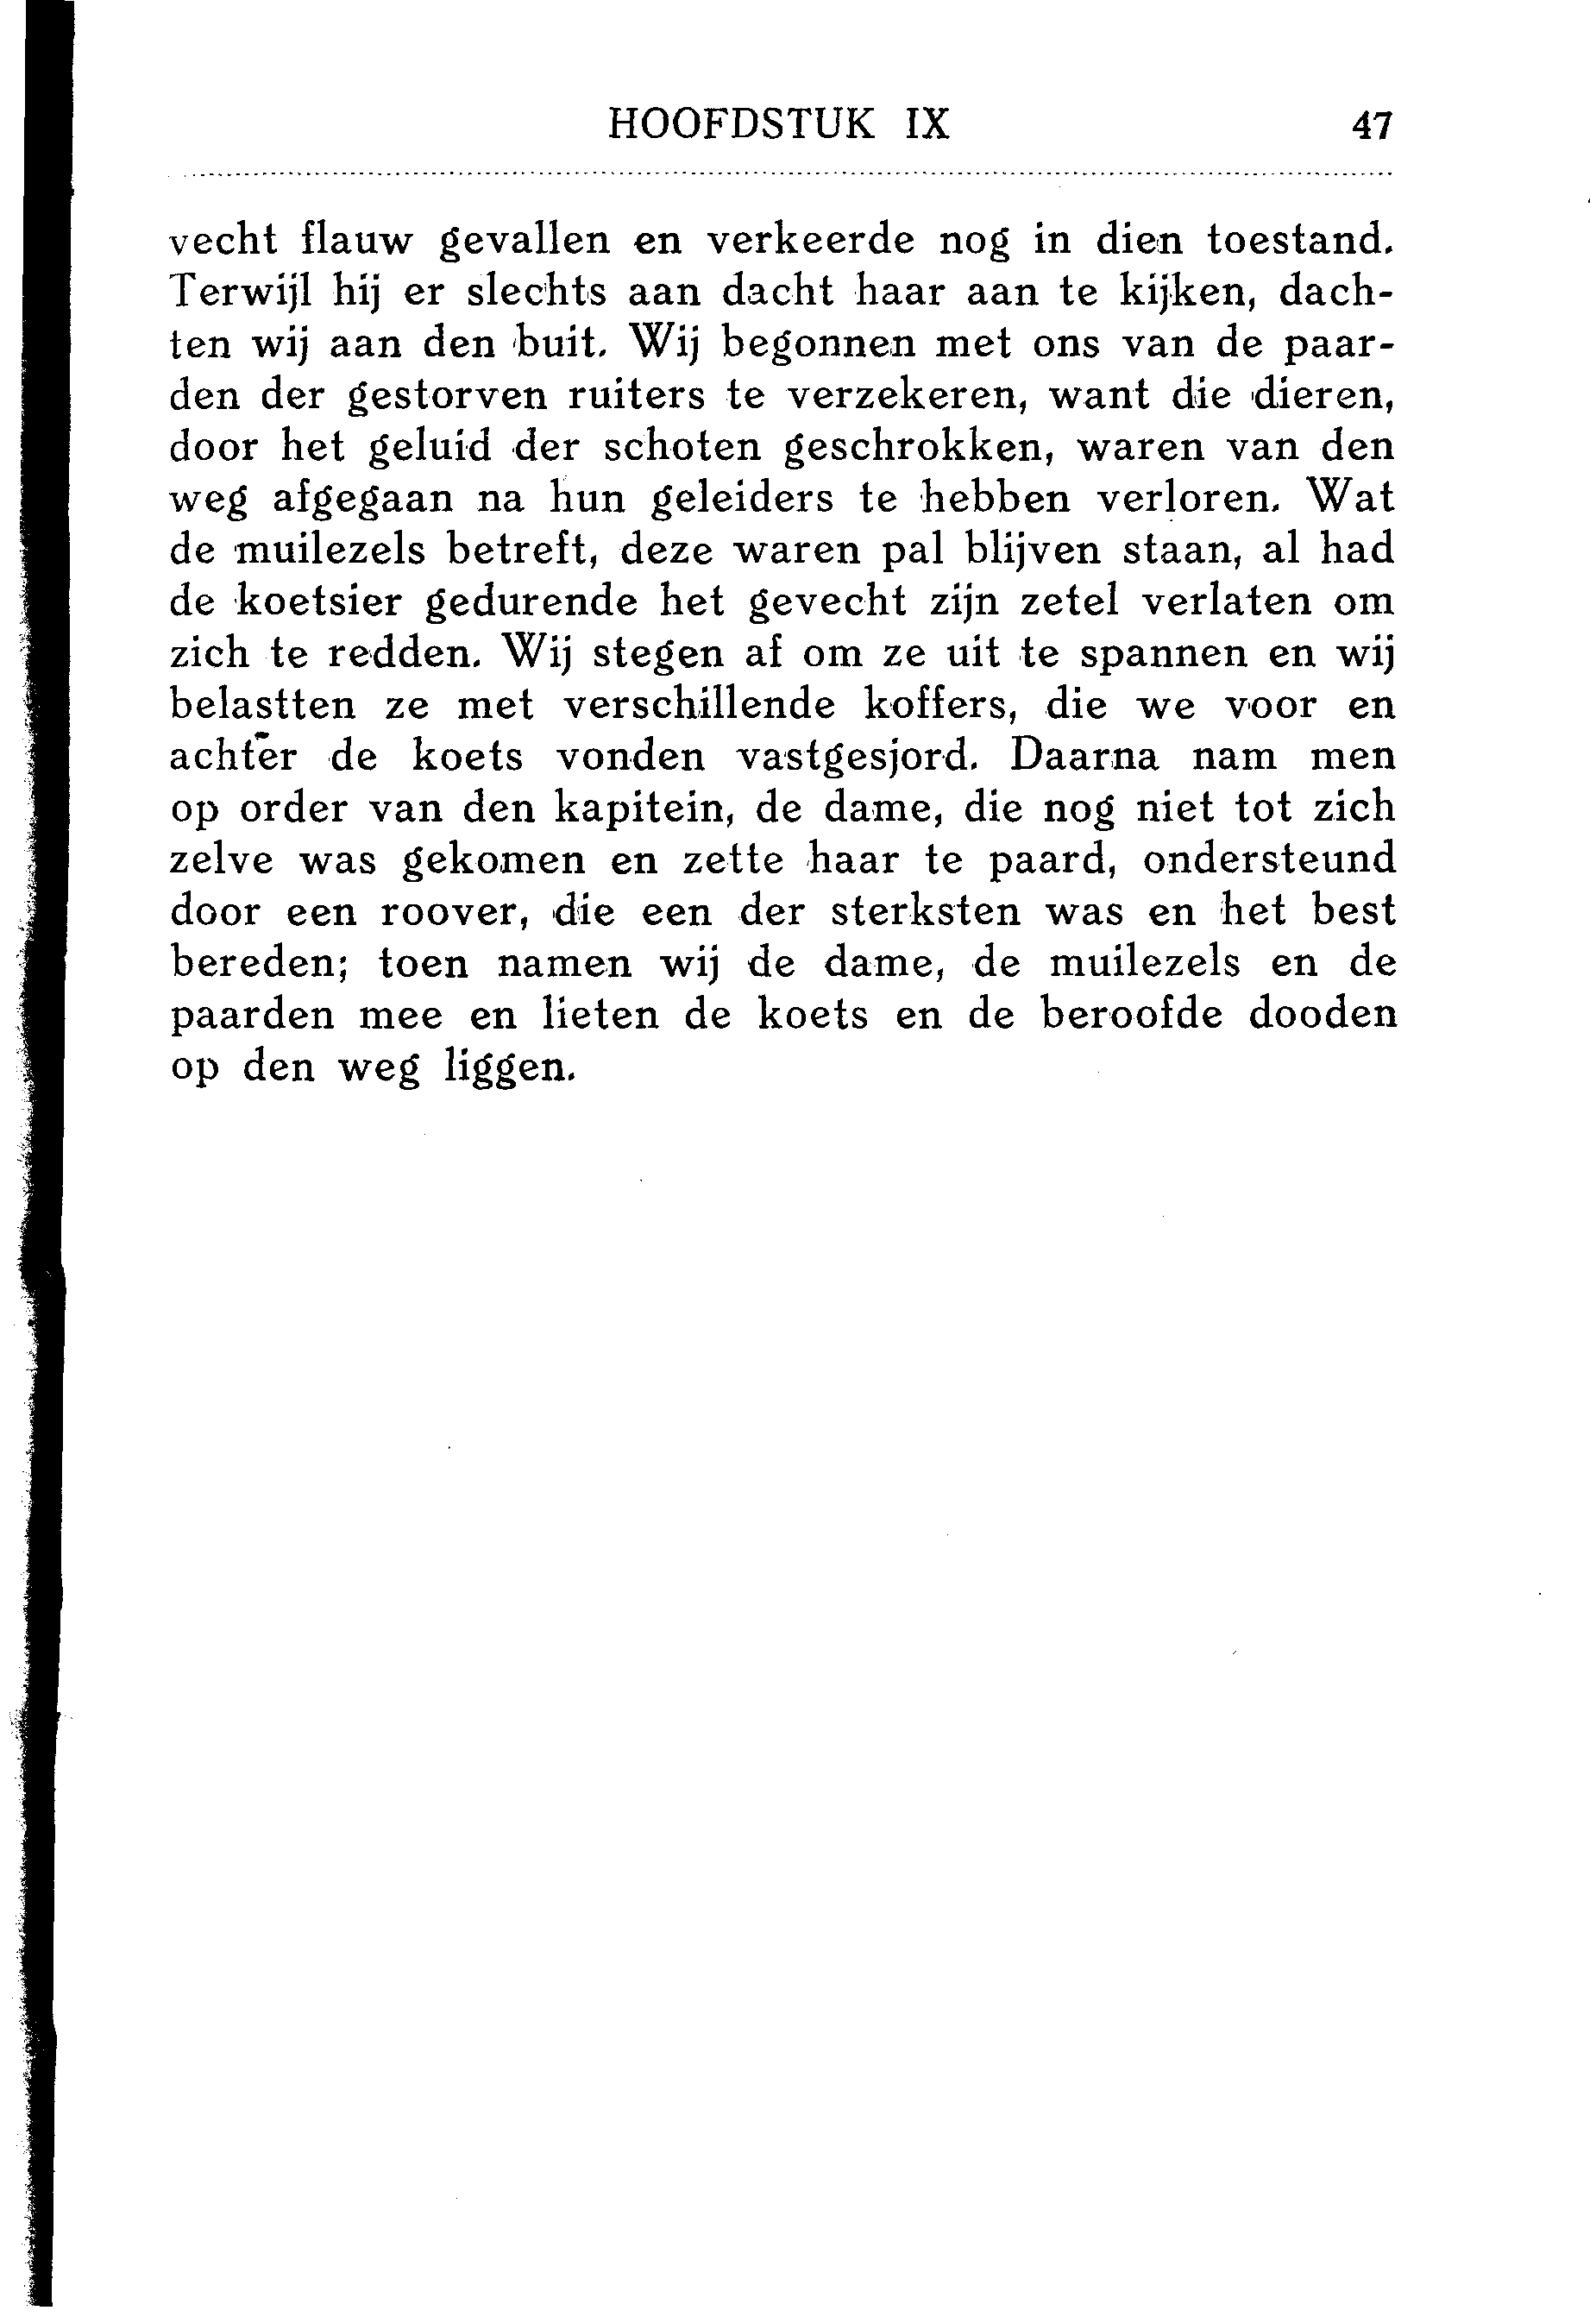 HOOFDSTUK IX 47
vecht flauw gevallen en verkeerde nog in dien toestand.
Terwijl hij er slechts aan dacht haar aan te kijken, dach-
ten wij aan den buit. Wij begonnen met ons van de paar-
den der gestorven ruiters te verzekeren, want die dieren,
door het geluid der schoten geschrokken, waren van den
weg afgegaan na hun geleiders te hebben verloren. Wat
de muilezels betreft, deze waren pal blijven staan, al had
de koetsier gedurende het gevecht zijn zetel verlaten om
zich te redden. Wij stegen af om ze uit te spannen en wij
belastten ze met verschillende koffers, die we voor en
achter de koets vonden vastgesjord. Daarna nam men
op order van den kapitein, de dame, die nog niet tot zich
zelve was gekomen en zette haar te paard, ondersteund
door een roover, die een der sterksten was en het best
bereden; toen namen wij de dame, de muilezels en de
paarden mee en lieten de koets en de beroofde dooden
op den weg liggen.